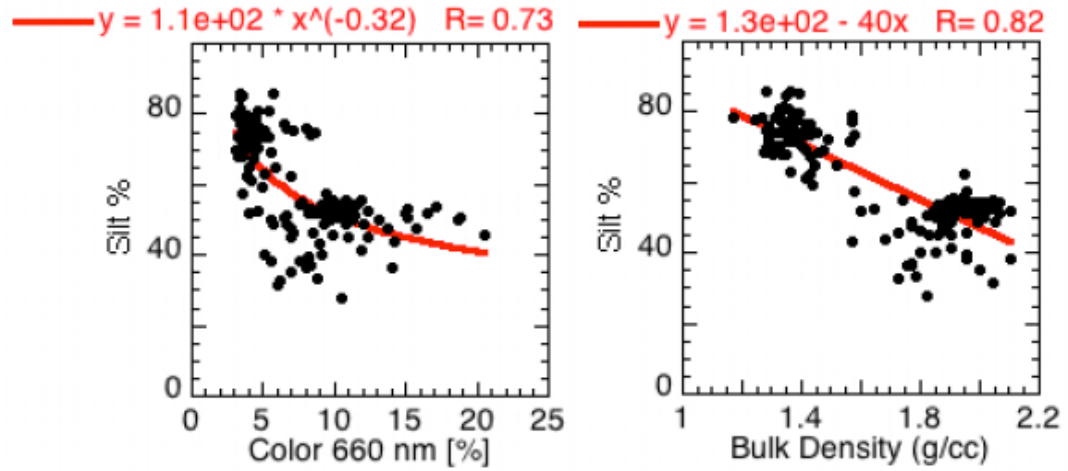 y = 1.1e+02 * x^(-0.32) R= 0.73
80
40
0
Silt %
0 5 10 15 20 25
Color 660 nm [%]
y = 1.3e+02 - 40x R= 0.82
80
40
0
Silt %
1 1.4 1.8 2.2
Bulk Density (g/cc)